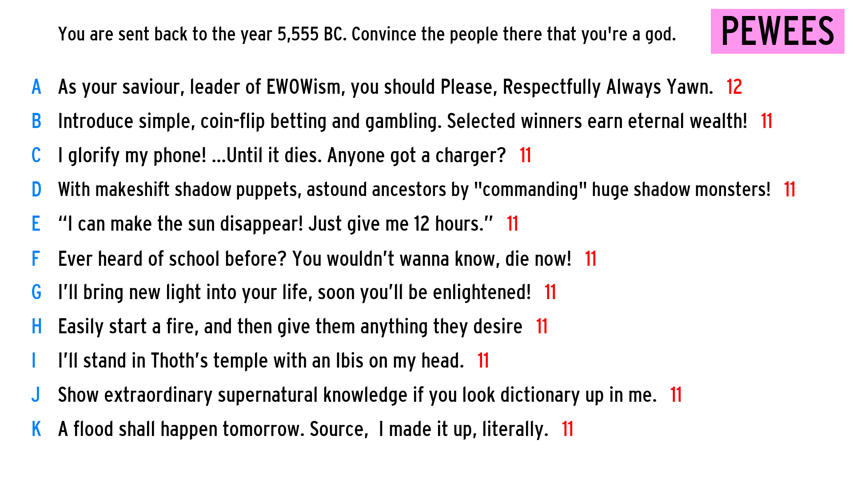 You are sent back to the year 5,555 BC. Convince the people there that you're a god.
PEWEES
A As your saviour, leader of EWOWism, you should Please, Respectfully Always Yawn. 12
B Introduce simple, coin-flip betting and gambling. Selected winners earn eternal wealth! 11
C I glorify my phone! ...Until it dies. Anyone got a charger? 11
D With makeshift shadow puppets, astound ancestors by "commanding" huge shadow monsters! 11
E “I can make the sun disappear! Just give me 12 hours.” 11
F Ever heard of school before? You wouldn’t wanna know, die now! 11
G I’ll bring new light into your life, soon you’ll be enlightened! 11
H Easily start a fire, and then give them anything they desire 11
I I’ll stand in Thoth’s temple with an Ibis on my head. 11
J Show extraordinary supernatural knowledge if you look dictionary up in me. 11
K A flood shall happen tomorrow. Source, I made it up, literally. 11